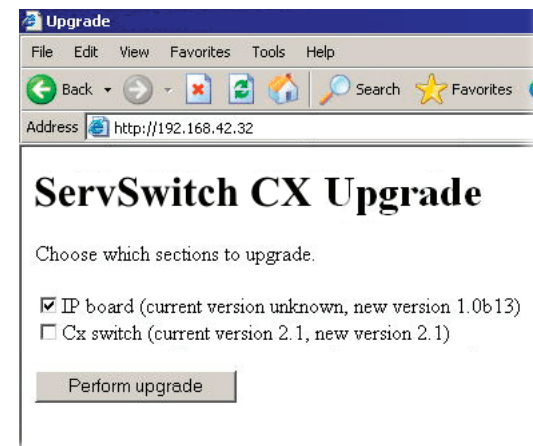 Upgrade
File Edit View Favorites Tools Help
Back Search Favorites
Address http://192.168.42.32
ServSwitch CX Upgrade
Choose which sections to upgrade.
IP board (current version unknown, new version 1.0b13)
Cx switch (current version 2.1, new version 2.1)
Perform upgrade